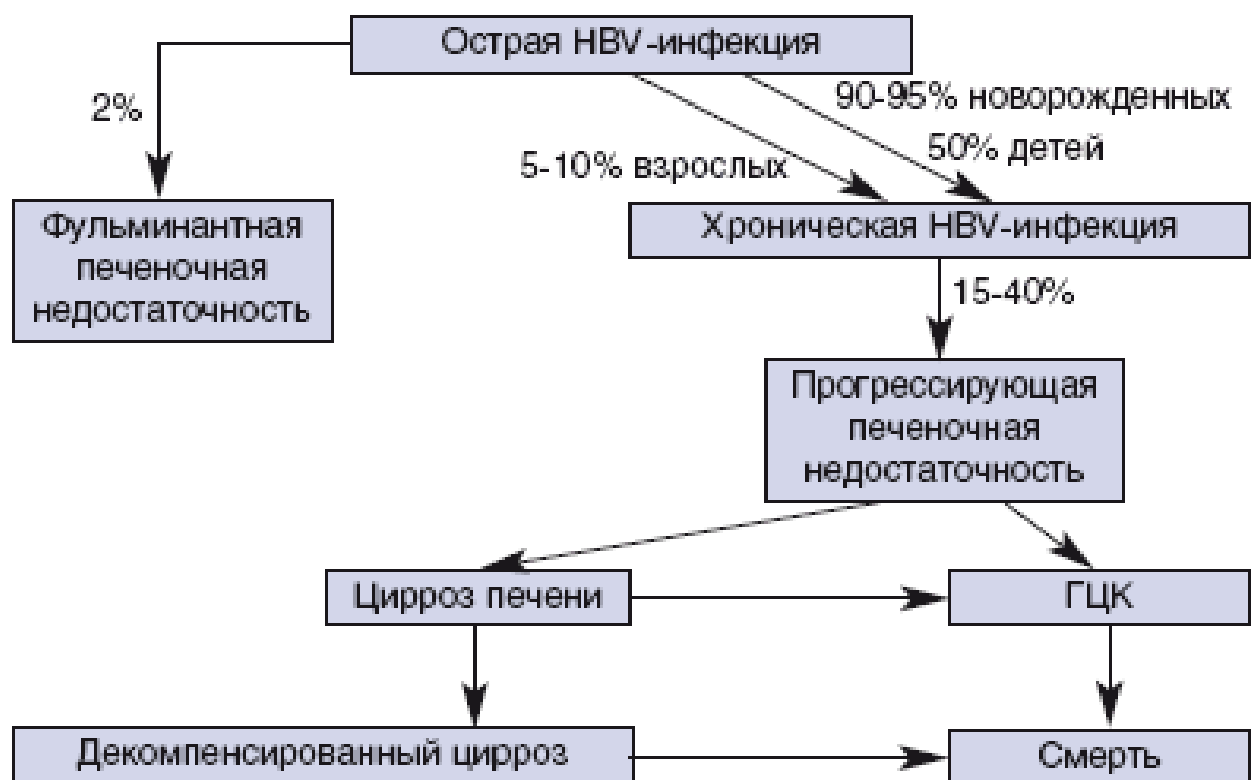 Острая HBV-инфекция
2%
90-95% новорожденных
5-10% взрослых
50% детей
Фульминантная
печеночная
недостаточность
Хроническая HBV-инфекция
15-40%
Прогрессирующая
печеночная
недостаточность
Цирроз печени
ГЦК
Декомпенсированный цирроз
Смерть